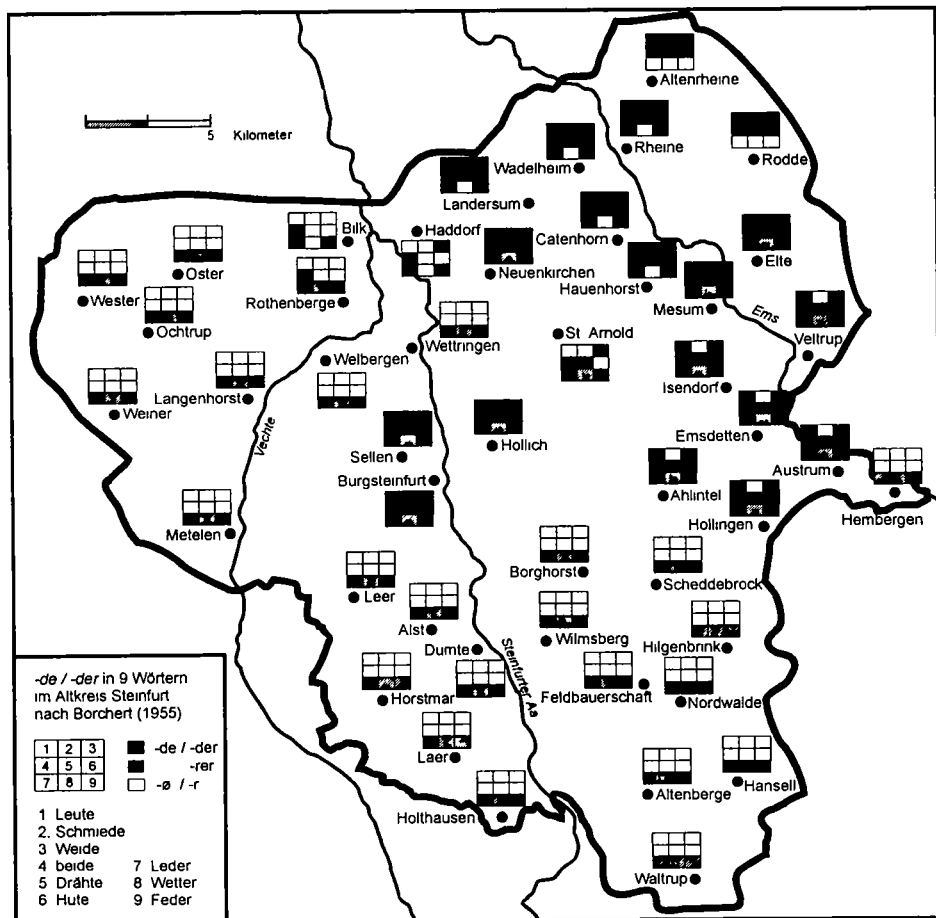 Altenrheine
5 Kilometer
Rheine
Rodde
Wadelheim
Landersum
Bilk
Haddorf
Catenhorn
Elte
Oster
Neuenkirchen
Hauenhorst
Wester
Rothenberge
Mesum
Ems
Ochtrup
St Arnold
Veltrup
Wettringen
Welbergen
Isendorf
Langenhorst
Weiner
Vechte
Emsdetten
Hollich
Sellen
Austrum
Burgsteinfurt
Ahlintel
Hembergen
Hollingen
Metelen
Borghorst
Scheddebrock
Leer
Alst
Wilmsberg
Hilgenbrink
Dumte
Steinfurter Aa
Feldbauerschaft
Horstmar
Nordwalde
Laer
Hansell
Altenberge
Holthausen
Waltrup
-de / -der in 9 Wörtern
im Altkreis Steinfurt
nach Borchert (1955)
1 2 3 -de / -der
4 5 6 -rer
7 8 9 -ø / -r
1 Leute
2. Schmiede
3 Weide
4 beide 7 Leder
5 Drähte 8 Wetter
6 Hute 9 Feder